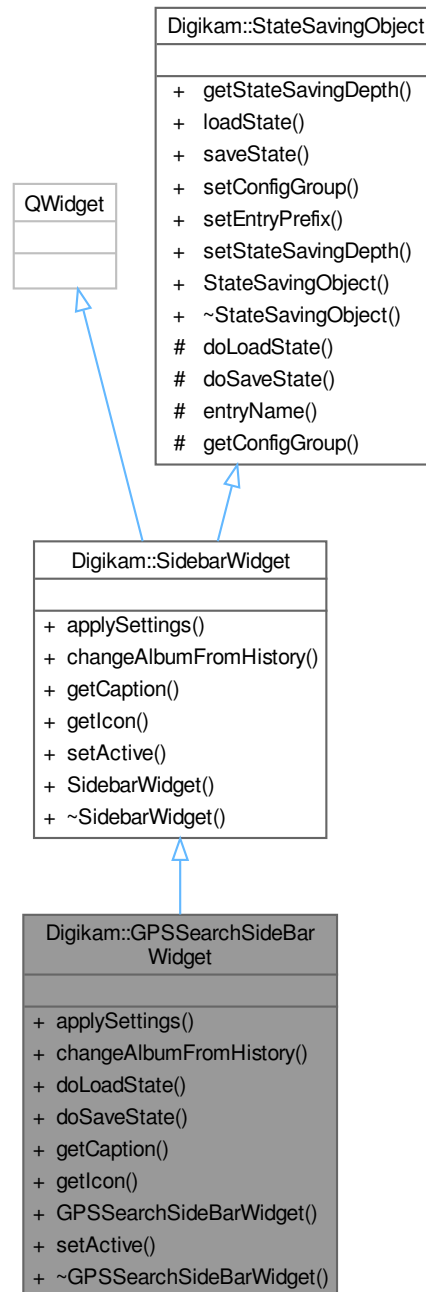 Digikam::StateSavingObject
+ getStateSavingDepth()
+ loadState()
+ saveState()
+ setConfigGroup()
+ setEntryPrefix()
+ setStateSavingDepth()
+ StateSavingObject()
+ ~StateSavingObject()
# doLoadState()
# doSaveState()
# entryName()
# getConfigGroup()
QWidget
Digikam::SidebarWidget
+ applySettings()
+ changeAlbumFromHistory()
+ getCaption()
+ getIcon()
+ setActive()
+ SidebarWidget()
+ ~SidebarWidget()
Digikam::GPSSearchSideBar
Widget
+ applySettings()
+ changeAlbumFromHistory()
+ doLoadState()
+ doSaveState()
+ getCaption()
+ getIcon()
+ GPSSearchSideBarWidget()
+ setActive()
+ ~GPSSearchSideBarWidget()